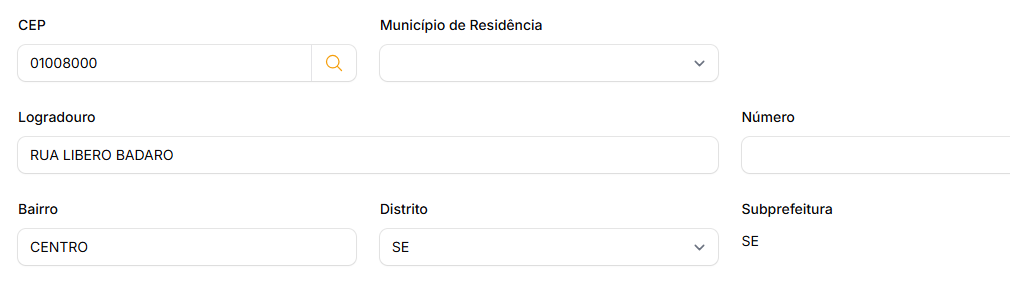 CEP
Município de Residência
01008000
Logradouro
Número
RUA LIBERO BADARO
Bairro
Distrito
Subprefeitura
CENTRO
SE
SE